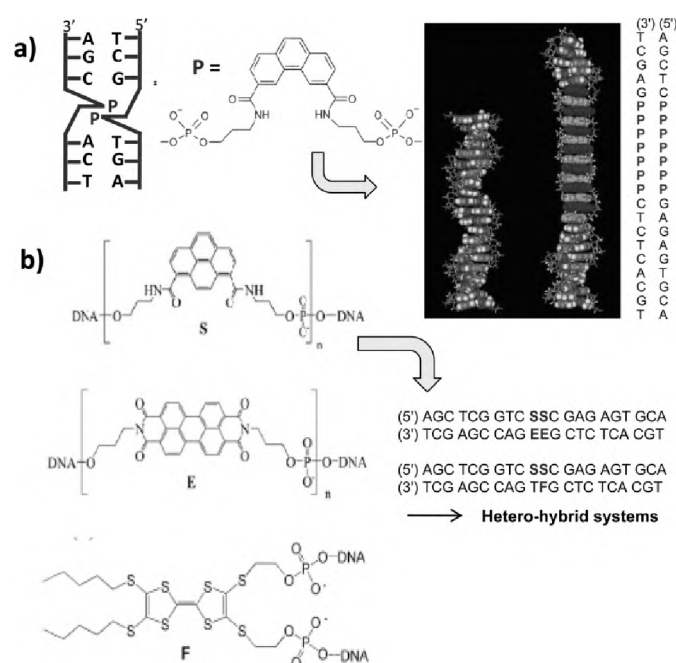 a)
3' 5'
A T
G C
C G
P
P
A T
C G
T A
P =
O O
NH HN
O⁻ O⁻
O P O O P O
O O
(3') (5')
T A
C G
G C
A T
G C
P P
P P
P P
P P
P P
P P
P P
C G
T A
C G
T A
C G
A T
C G
G C
T A
b)
NH HN
O O
DNA O O P O DNA
S n
O O
N N
O O
DNA O O P O DNA
O⁻
E n
(5') AGC TCG GTC SSC GAG AGT GCA
(3') TCG AGC CAG EEG CTC TCA CGT
(5') AGC TCG GTC SSC GAG AGT GCA
(3') TCG AGC CAG TFG CTC TCA CGT
Hetero-hybrid systems
O O DNA
S S S S O P O⁻
S S S S O P O⁻
O O DNA
F